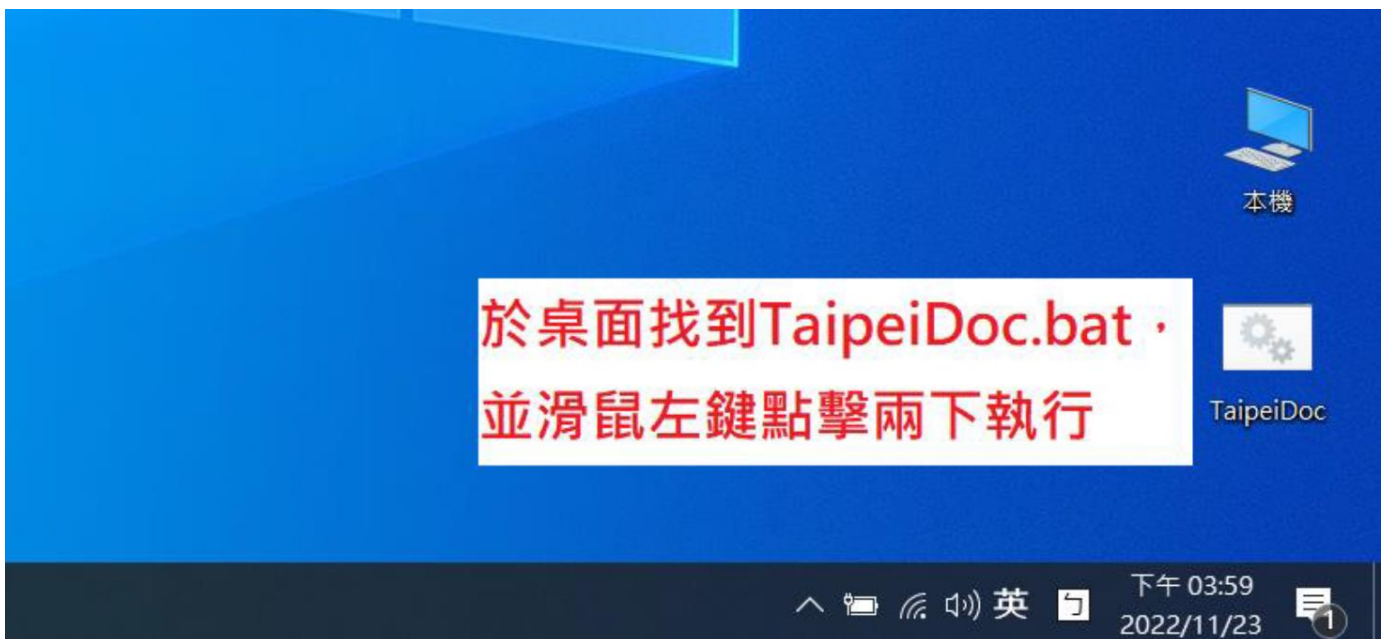 本機
於桌面找到TaipeiDoc.bat，
並滑鼠左鍵點擊兩下執行
TaipeiDoc
英 ㄅ
下午 03:59
2022/11/23
1